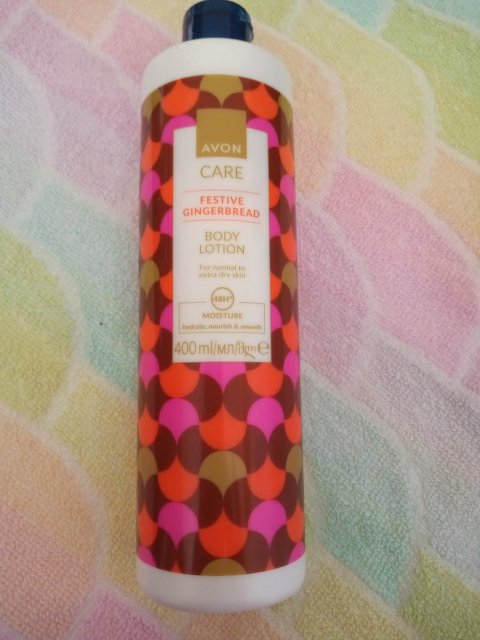 AVON
CARE
FESTIVE
GINGERBREAD
BODY
LOTION
For normal to
extra dry skin
48H*
MOISTURE
hydrate, nourish & smooth
400 ml/мл/მლ ℮